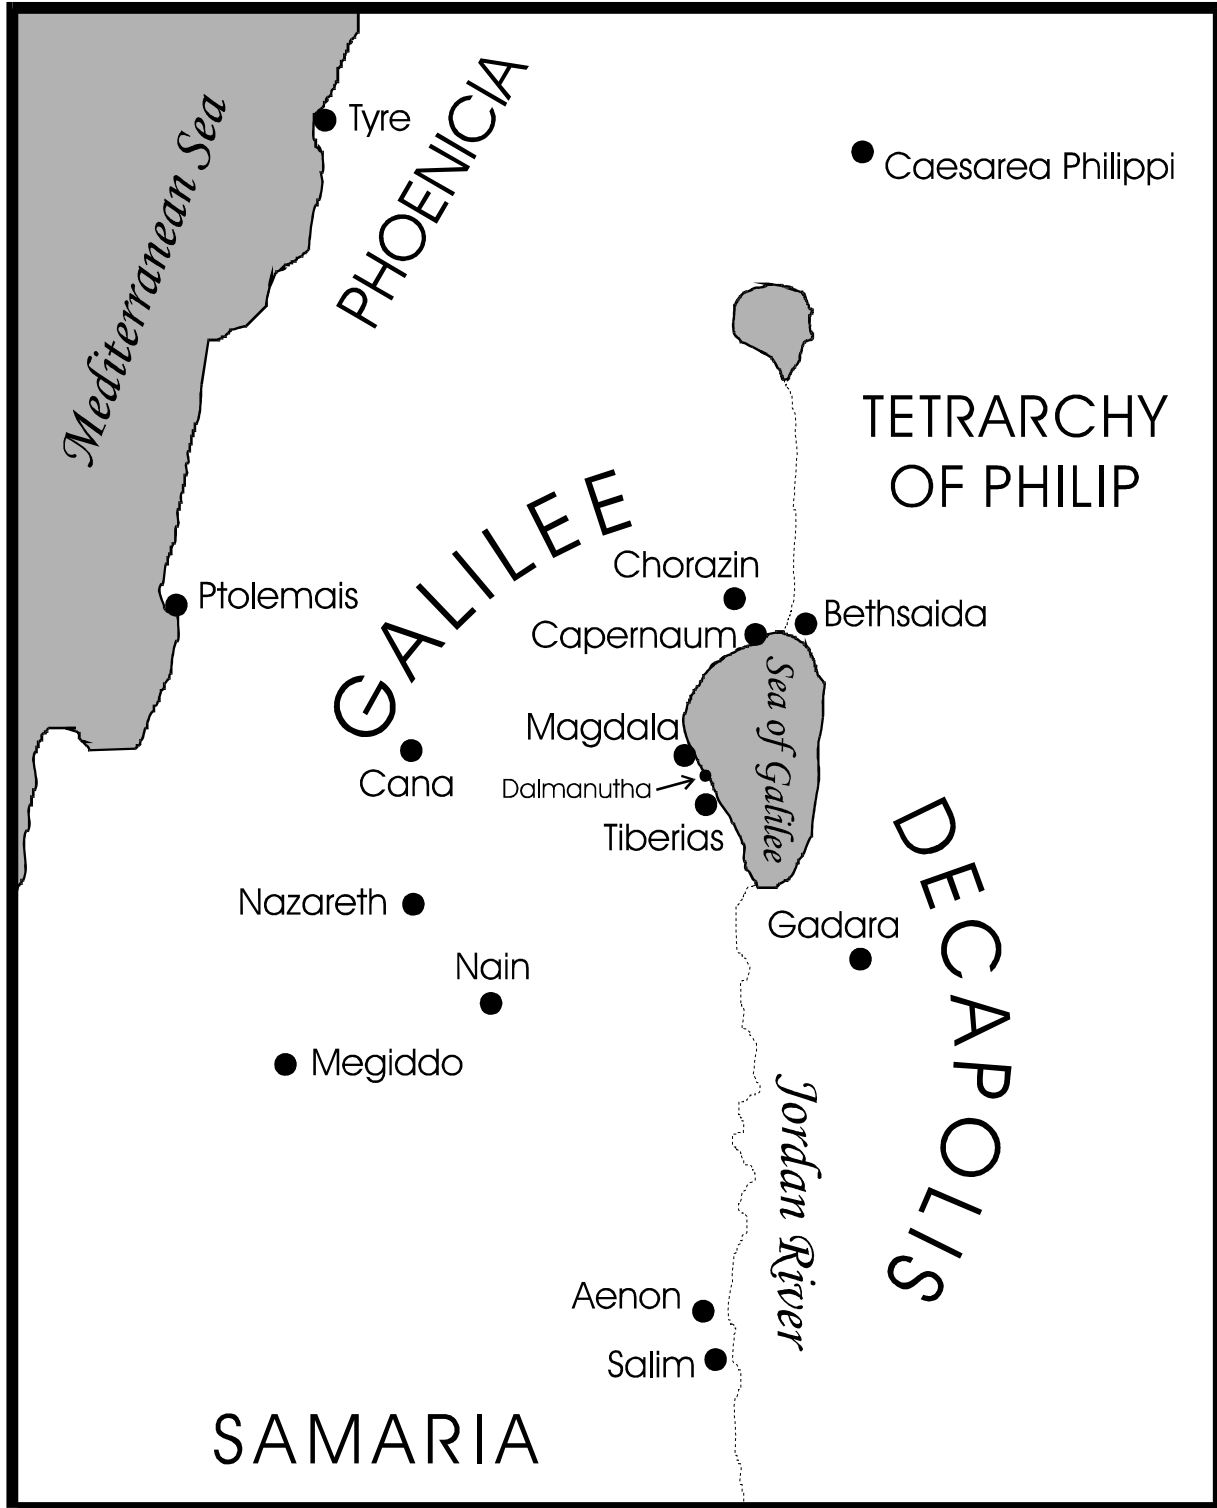 Tyre
PHOENICIA
Mediterranean Sea
Caesarea Philippi
TETRARCHY
OF PHILIP
GALILEE
Chorazin
Ptolemais
Bethsaida
Capernaum
Sea of Galilee
Magdala
Cana
Dalmanutha
Tiberias
DECAPOLIS
Nazareth
Gadara
Nain
Megiddo
Jordan River
Aenon
Salim
SAMARIA